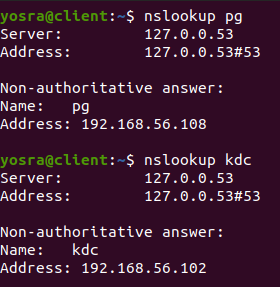 yosra@client:~$ nslookup pg
Server: 127.0.0.53
Address: 127.0.0.53#53
Non-authoritative answer:
Name: pg
Address: 192.168.56.108
yosra@client:~$ nslookup kdc
Server: 127.0.0.53
Address: 127.0.0.53#53
Non-authoritative answer:
Name: kdc
Address: 192.168.56.102